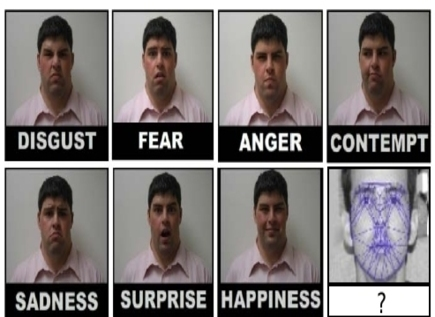 DISGUST FEAR ANGER CONTEMPT
SADNESS SURPRISE HAPPINESS ?